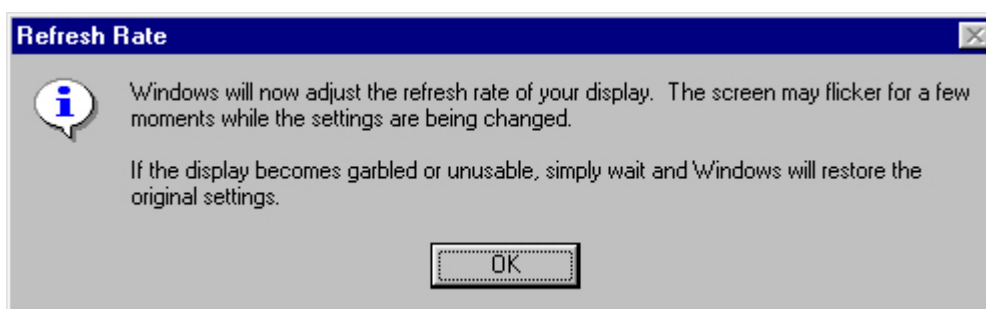 Refresh Rate
Windows will now adjust the refresh rate of your display.  The screen may flicker for a few
moments while the settings are being changed.
If the display becomes garbled or unusable, simply wait and Windows will restore the
original settings.
OK